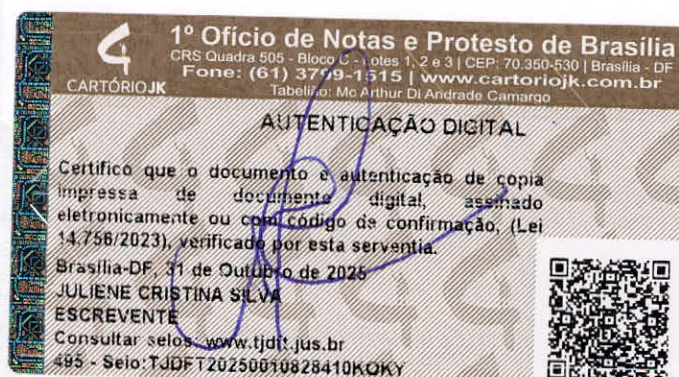 1º Ofício de Notas e Protesto de Brasília
CRS Quadra 505 - Bloco C - Lotes 1, 2 e 3 | CEP: 70.350-530 | Brasília - DF
Fone: (61) 3799-1515 | www.cartoriojk.com.br
Tabelião: Mc Arthur Di Andrade Camargo
CARTÓRIOJK
AUTENTICAÇÃO DIGITAL
Certifico que o documento é autenticação de copia
impressa de documento digital, assinado
eletronicamente ou com código de confirmação, (Lei
14.756/2023), verificado por esta serventia.
Brasília-DF, 31 de Outubro de 2025
JULIENE CRISTINA SILVA
ESCREVENTE
Consultar selos: www.tjdft.jus.br
495 - Selo:TJDFT20250010828410KOKY